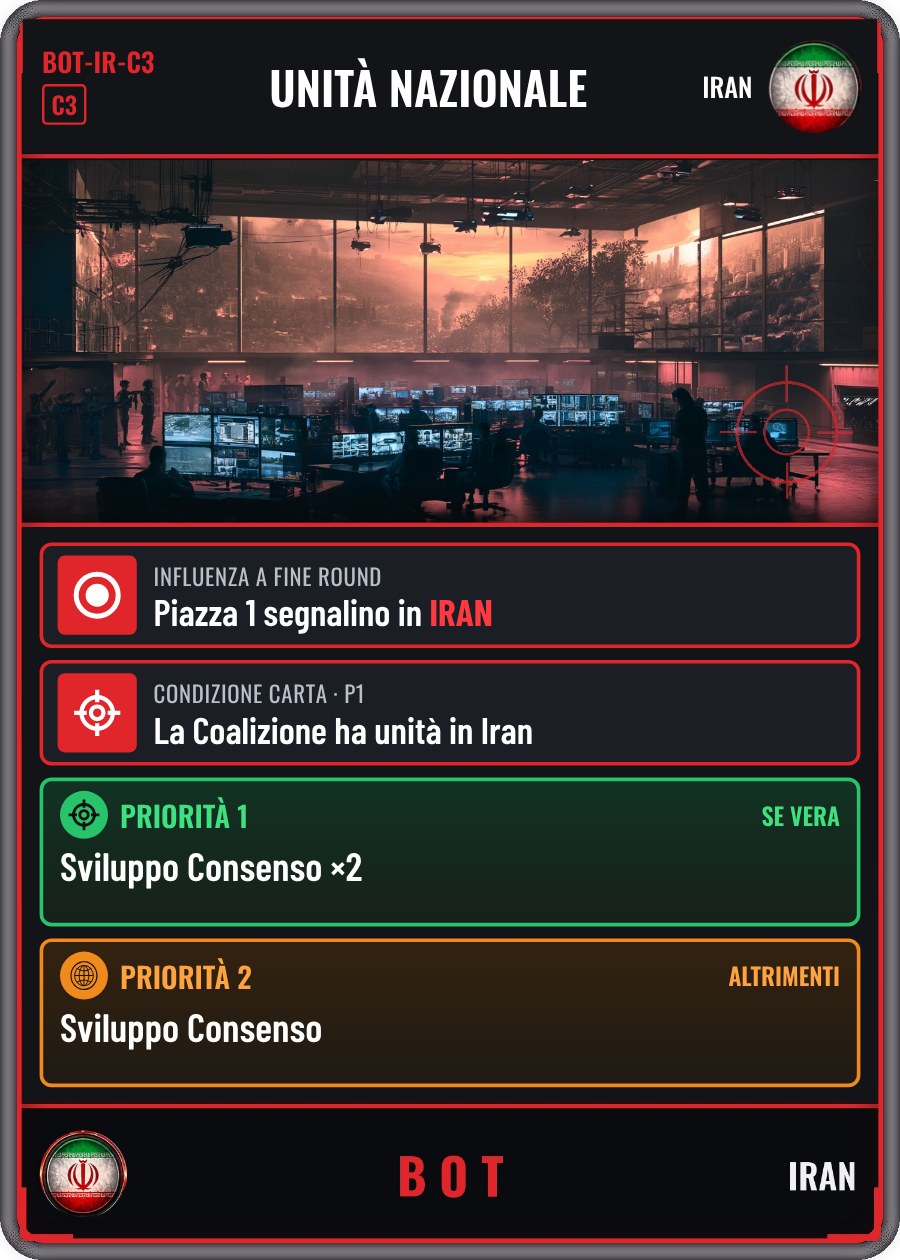 BOT-IR-C3
C3
UNITÀ NAZIONALE
IRAN
INFLUENZA A FINE ROUND
Piazza 1 segnalino in IRAN
CONDIZIONE CARTA · P1
La Coalizione ha unità in Iran
PRIORITÀ 1
SE VERA
Sviluppo Consenso ×2
PRIORITÀ 2
ALTRIMENTI
Sviluppo Consenso
BOT
IRAN